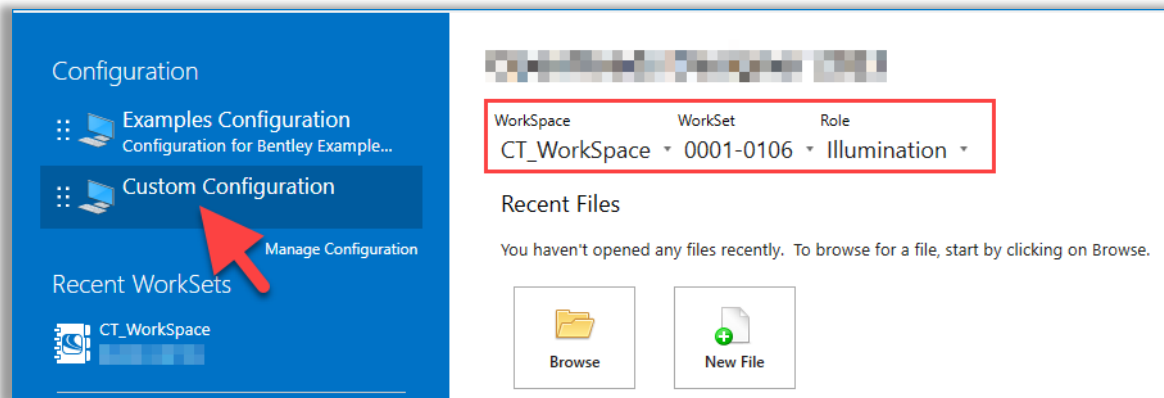 Configuration
Examples Configuration
Configuration for Bentley Example...
Custom Configuration
Manage Configuration
Recent WorkSets
CT_WorkSpace
WorkSpace WorkSet Role
CT_WorkSpace 0001-0106 Illumination
Recent Files
You haven't opened any files recently. To browse for a file, start by clicking on Browse.
Browse New File